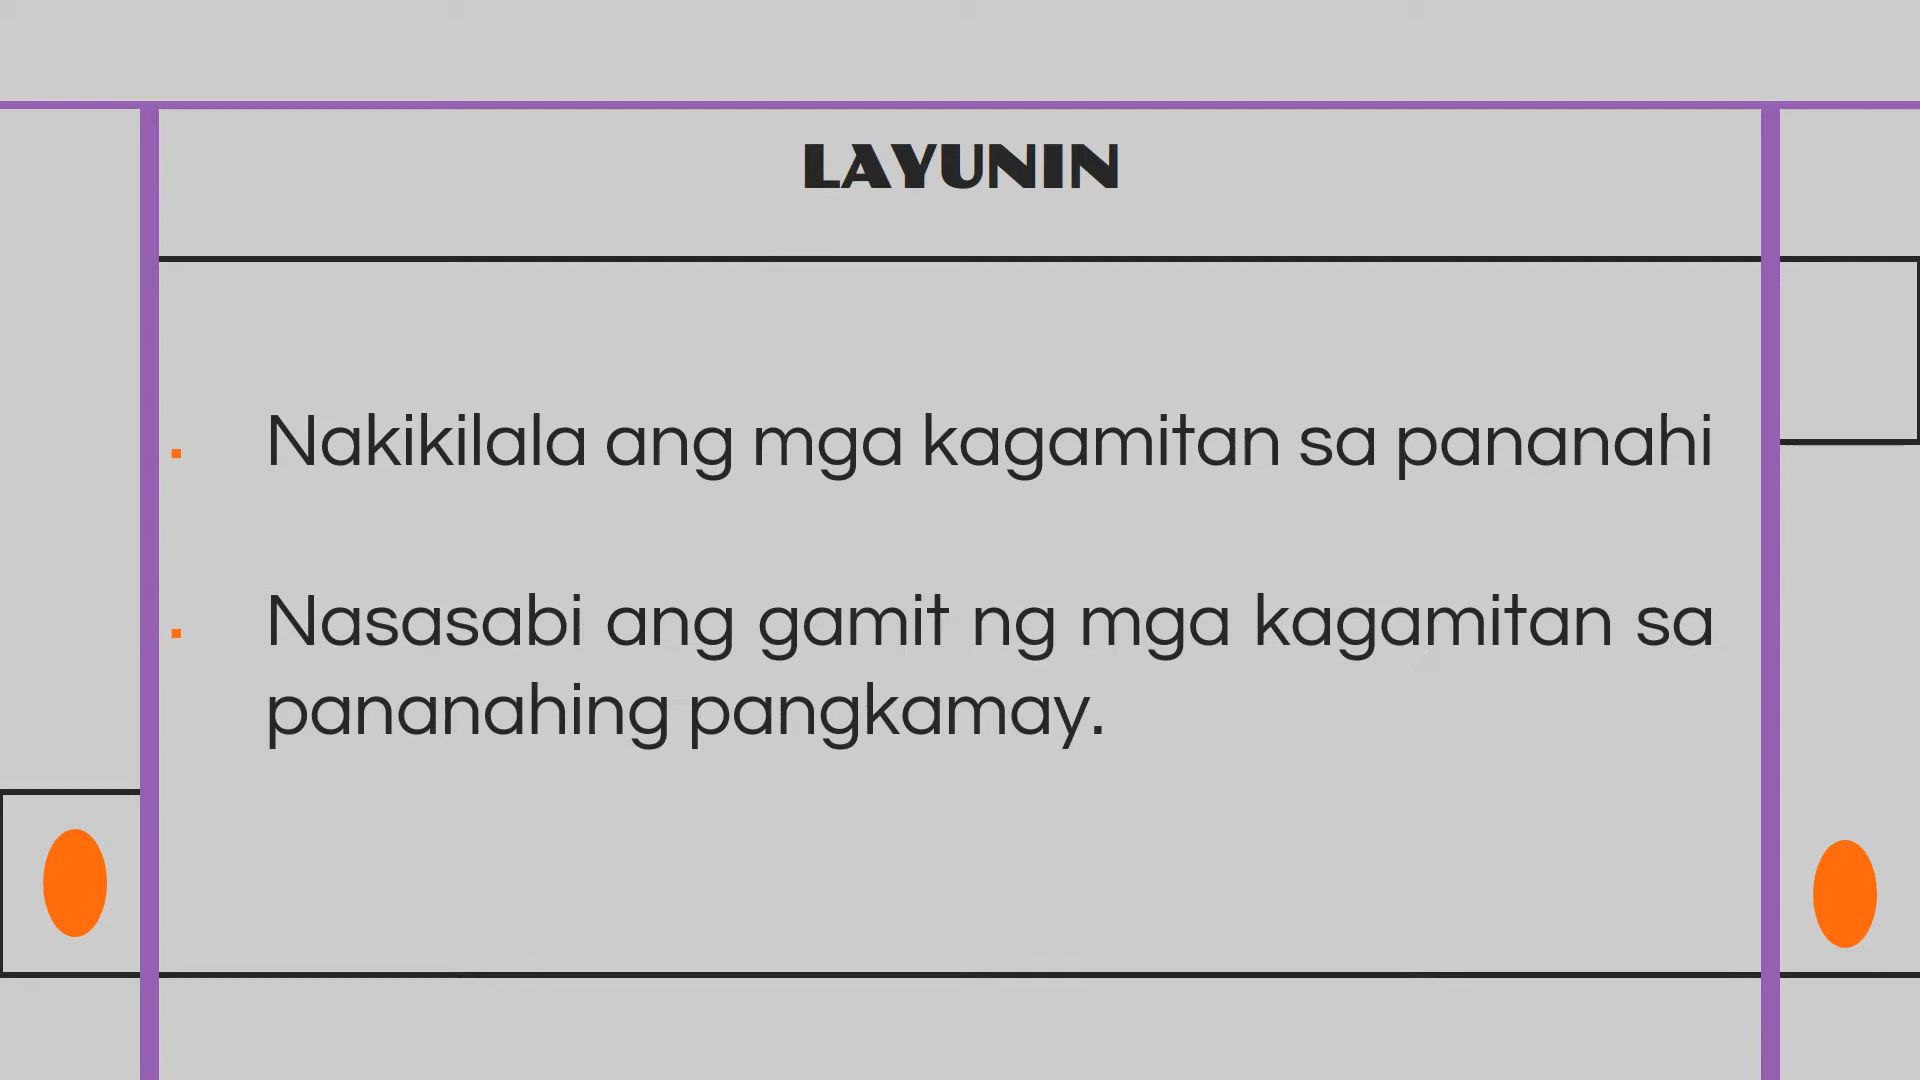 LAYUNIN
Nakikilala ang mga kagamitan sa pananahi
Nasasabi ang gamit ng mga kagamitan sa
pananahing pangkamay.